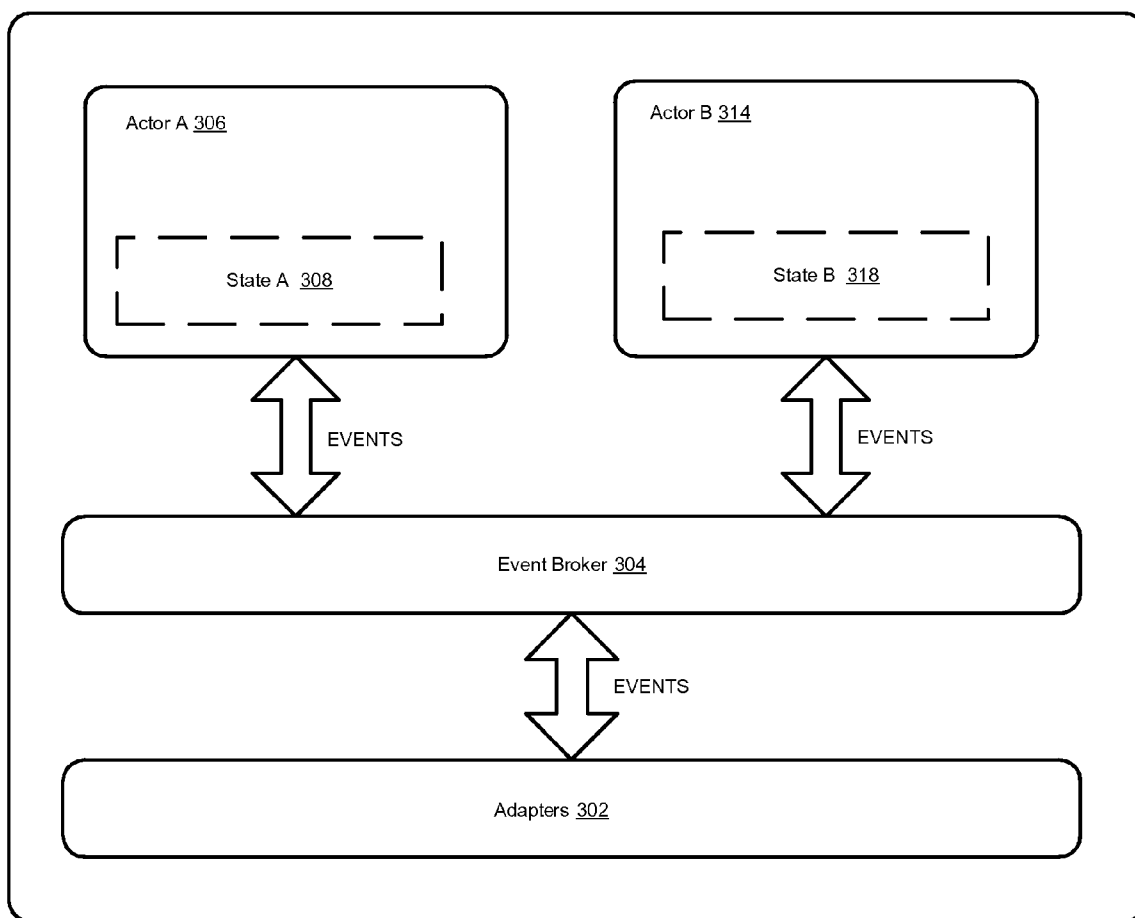 Actor A 306
Actor B 314
State A 308
State B 318
EVENTS
EVENTS
Event Broker 304
EVENTS
Adapters 302